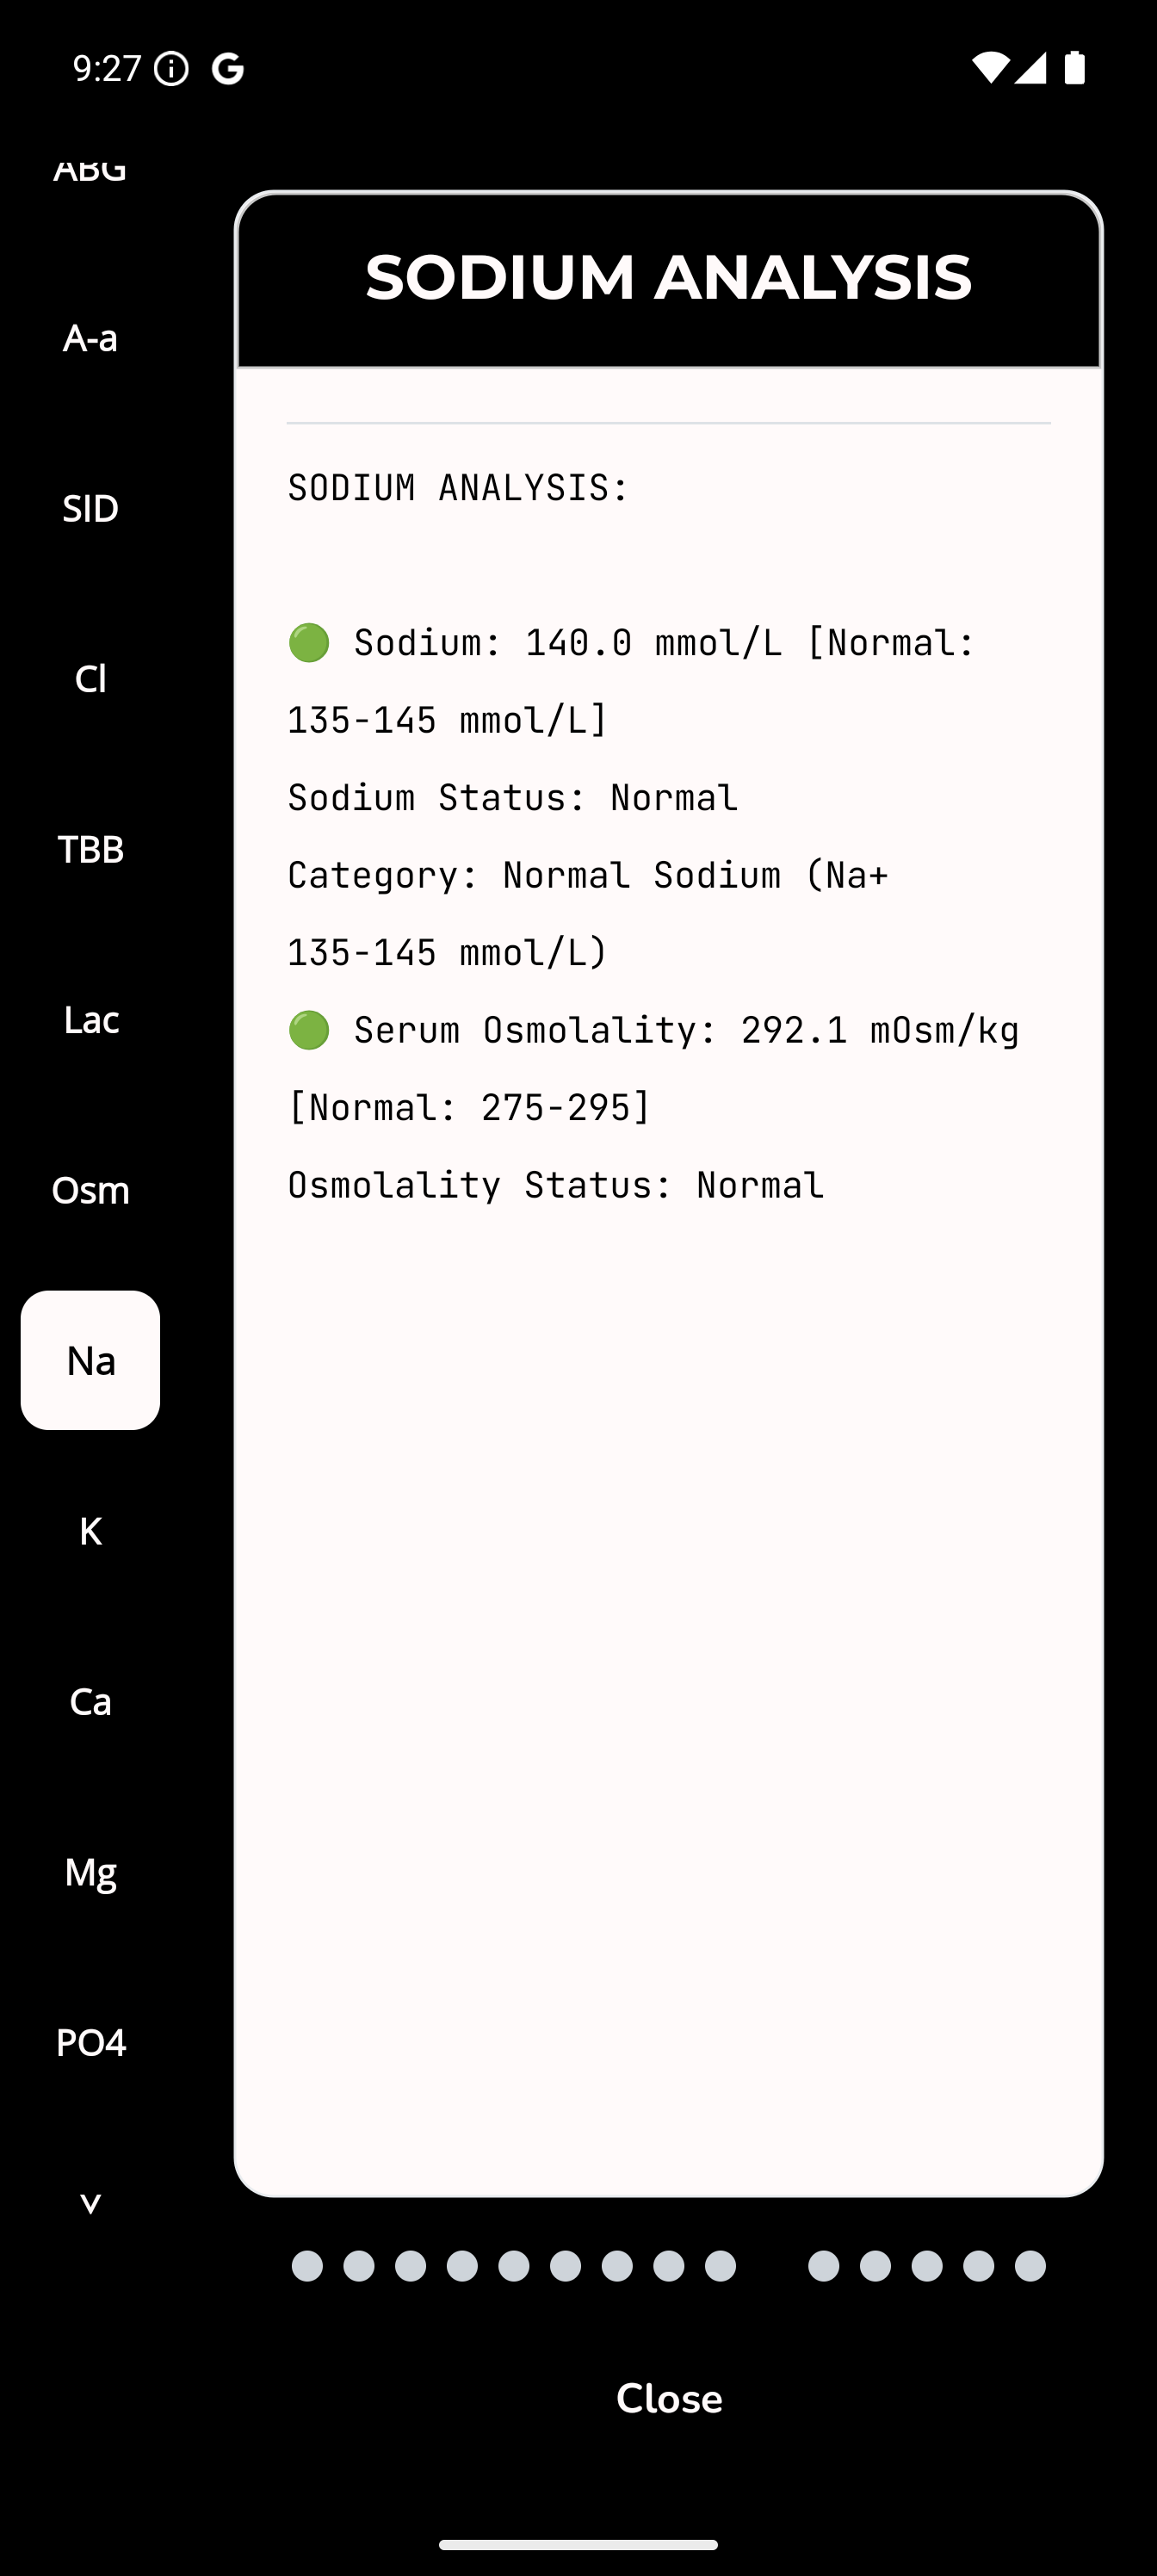 9:27
ABG
A-a
SID
Cl
TBB
Lac
Osm
Na
K
Ca
Mg
PO4
SODIUM ANALYSIS
SODIUM ANALYSIS:
🟢 Sodium: 140.0 mmol/L [Normal:
135-145 mmol/L]
Sodium Status: Normal
Category: Normal Sodium (Na+
135-145 mmol/L)
🟢 Serum Osmolality: 292.1 mOsm/kg
[Normal: 275-295]
Osmolality Status: Normal
Close